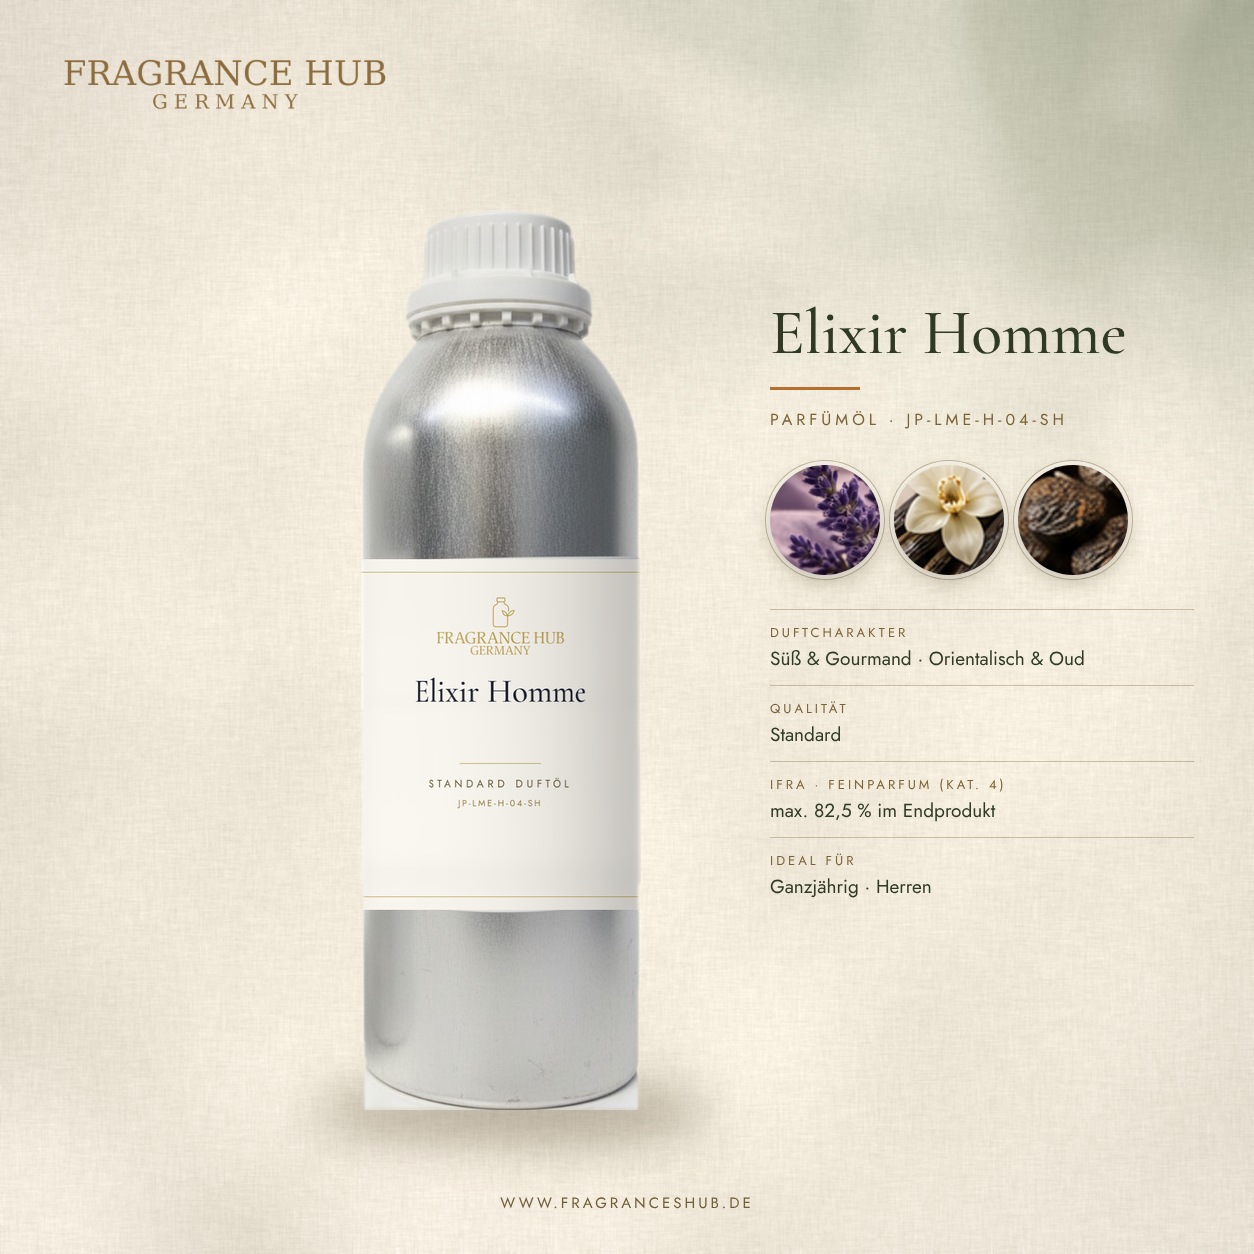 FRAGRANCE HUB
GERMANY
Elixir Homme
PARFÜMÖL · JP-LME-H-04-SH
DUFTCHARAKTER
Süß & Gourmand · Orientalisch & Oud
QUALITÄT
Standard
IFRA · FEINPARFUM (KAT. 4)
max. 82,5 % im Endprodukt
IDEAL FÜR
Ganzjährig · Herren
FRAGRANCE HUB
GERMANY
Elixir Homme
STANDARD DUFTÖL
JP-LME-H-04-SH
WWW.FRAGRANCESHUB.DE